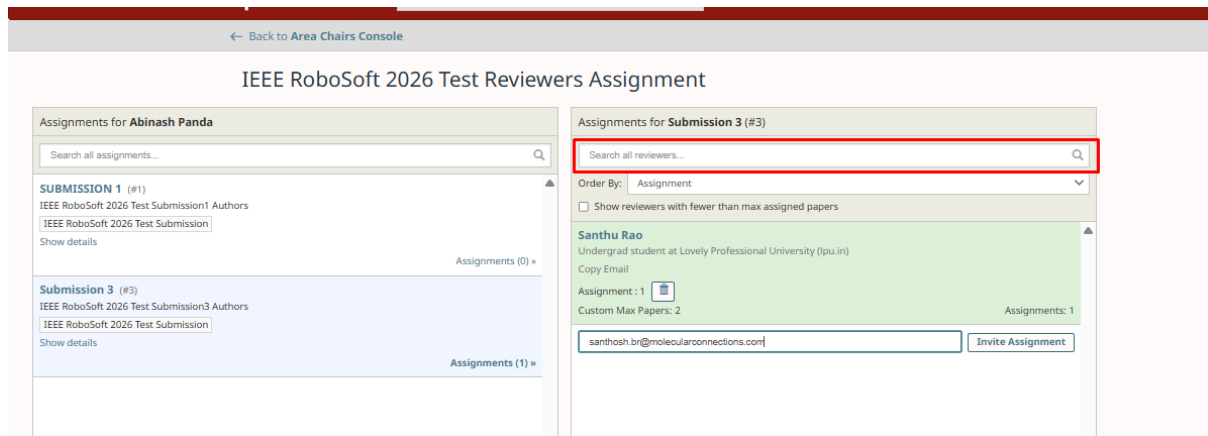 ← Back to Area Chairs Console
IEEE RoboSoft 2026 Test Reviewers Assignment
Assignments for Abinash Panda
Search all assignments...
SUBMISSION 1 (#1)
IEEE RoboSoft 2026 Test Submission1 Authors
IEEE RoboSoft 2026 Test Submission
Show details
Assignments (0) »
Submission 3 (#3)
IEEE RoboSoft 2026 Test Submission3 Authors
IEEE RoboSoft 2026 Test Submission
Show details
Assignments (1) »
Assignments for Submission 3 (#3)
Search all reviewers...
Order By: Assignment
Show reviewers with fewer than max assigned papers
Santhu Rao
Undergrad student at Lovely Professional University (lpu.in)
Copy Email
Assignment : 1
Custom Max Papers: 2 Assignments: 1
santhosh.br@molecularconnections.com Invite Assignment